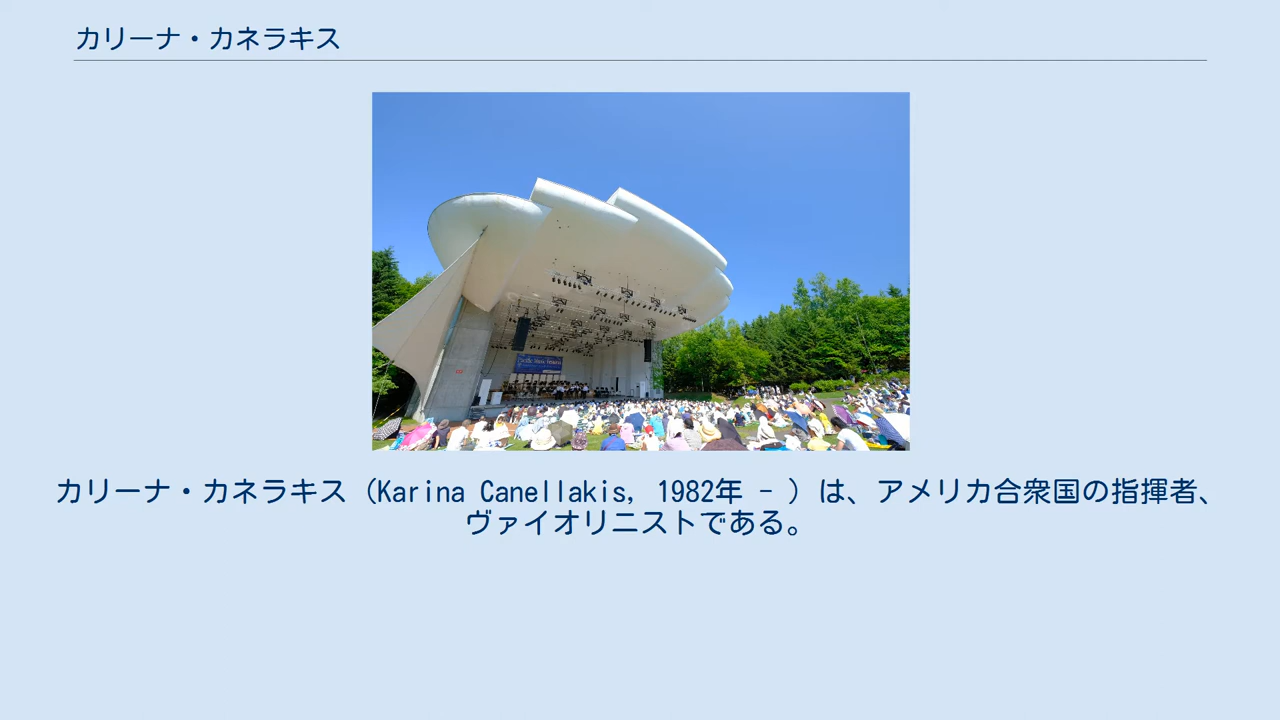 カリーナ・カネラキス
カリーナ・カネラキス（Karina Canellakis, 1982年 - ）は、アメリカ合衆国の指揮者、
ヴァイオリニストである。